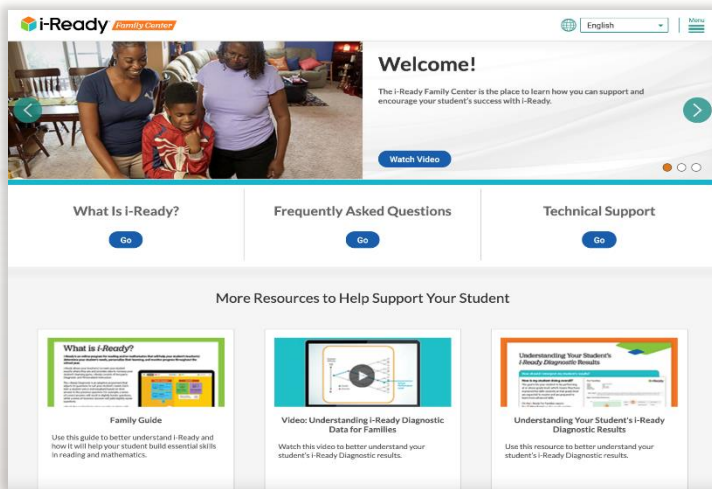 i-Ready Family Center
English
Menu
Welcome!
The i-Ready Family Center is the place to learn how you can support and
encourage your student's success with i-Ready.
Watch Video
What Is i-Ready?
Frequently Asked Questions
Technical Support
Go
Go
Go
More Resources to Help Support Your Student
What is i-Ready?
Understanding Your Student's
i-Ready Diagnostic Results
Family Guide
Use this guide to better understand i-Ready and
how it will help your student build essential skills
in reading and mathematics.
Video: Understanding i-Ready Diagnostic
Data for Families
Watch this video to better understand your
student's i-Ready Diagnostic results.
Understanding Your Student's i-Ready
Diagnostic Results
Use this resource to better understand your
student's i-Ready Diagnostic results.